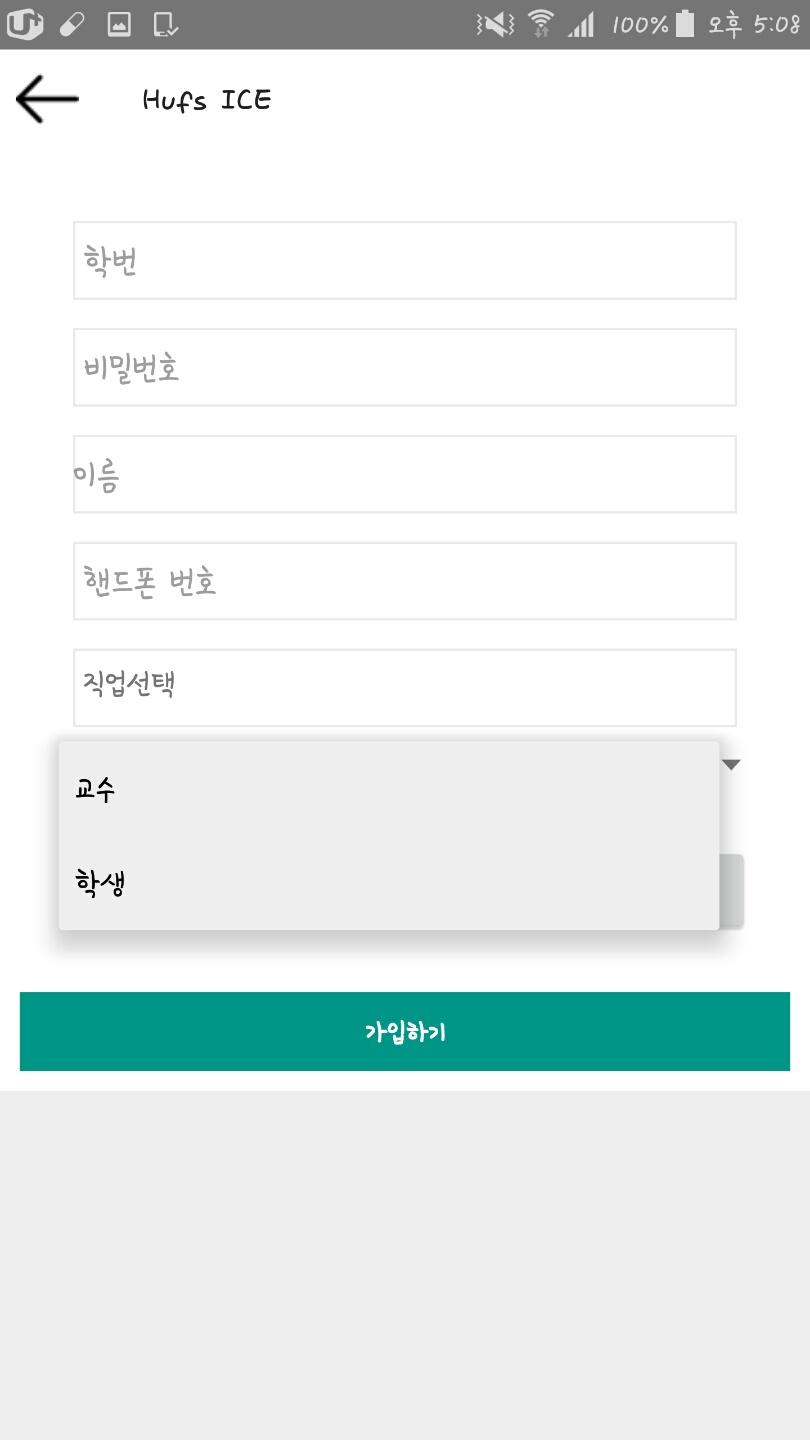 U+ 100% 오후 5:08
Hufs ICE
학번
비밀번호
이름
핸드폰 번호
직업선택
교수
학생
가입하기